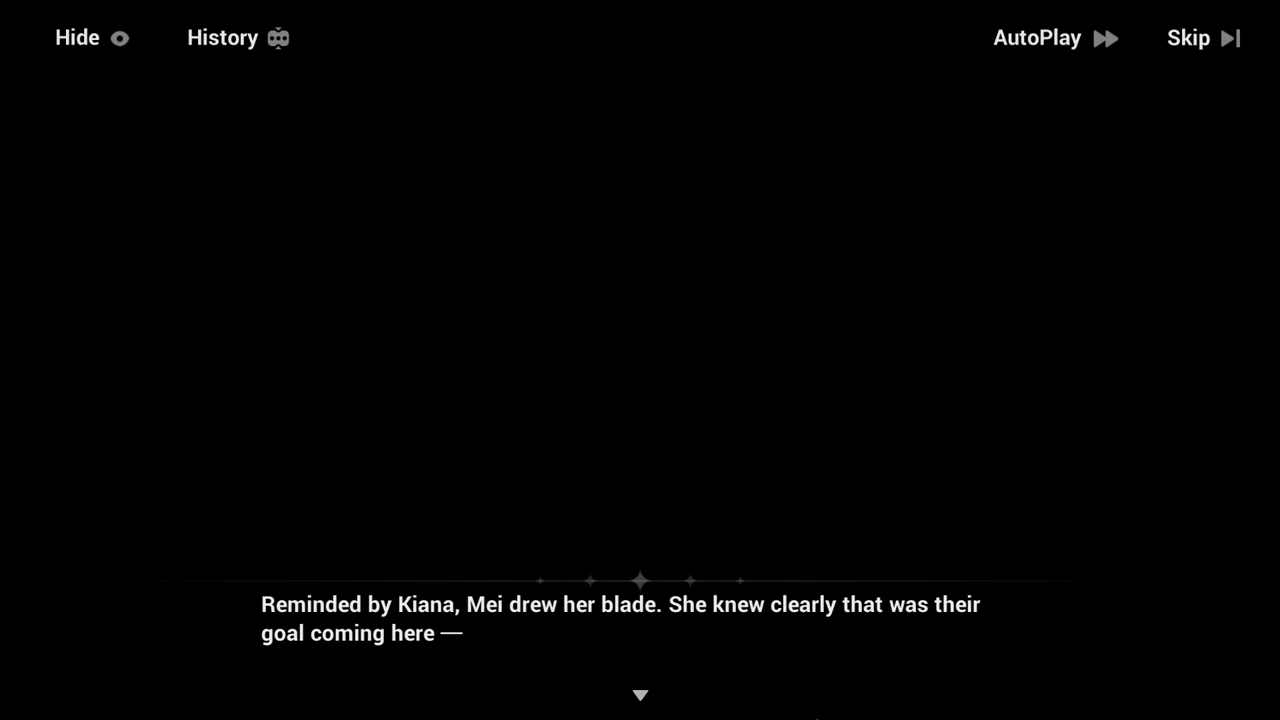 Hide
History
AutoPlay
Skip
Reminded by Kiana, Mei drew her blade. She knew clearly that was their
goal coming here —